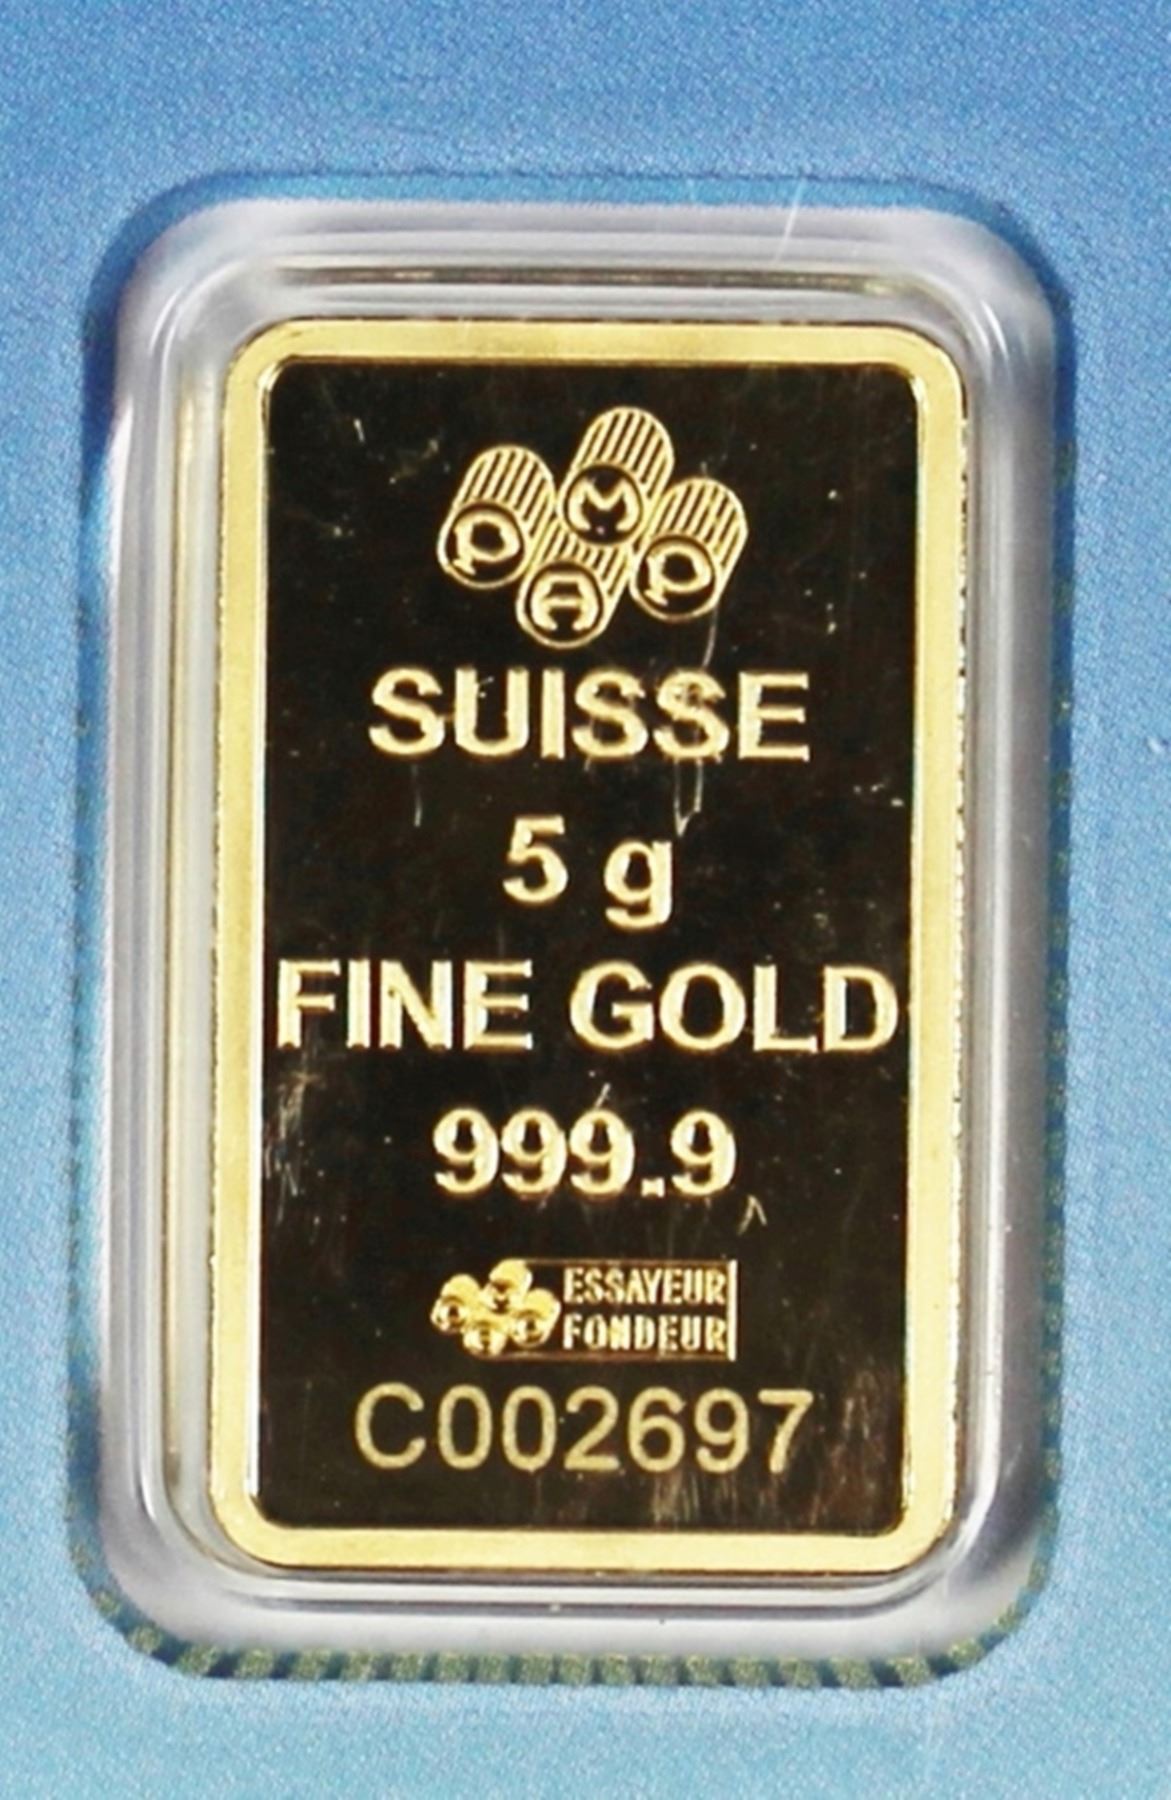 PAMP
SUISSE
5 g
FINE GOLD
999.9
ESSAYEUR
FONDEUR
C002697